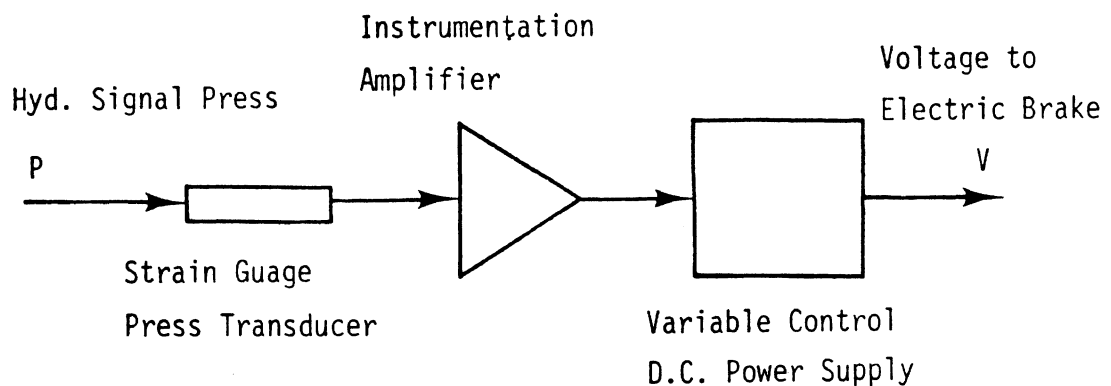 Instrumentation
Amplifier
Voltage to
Electric Brake
V
Hyd. Signal Press
P
Strain Guage
Press Transducer
Variable Control
D.C. Power Supply